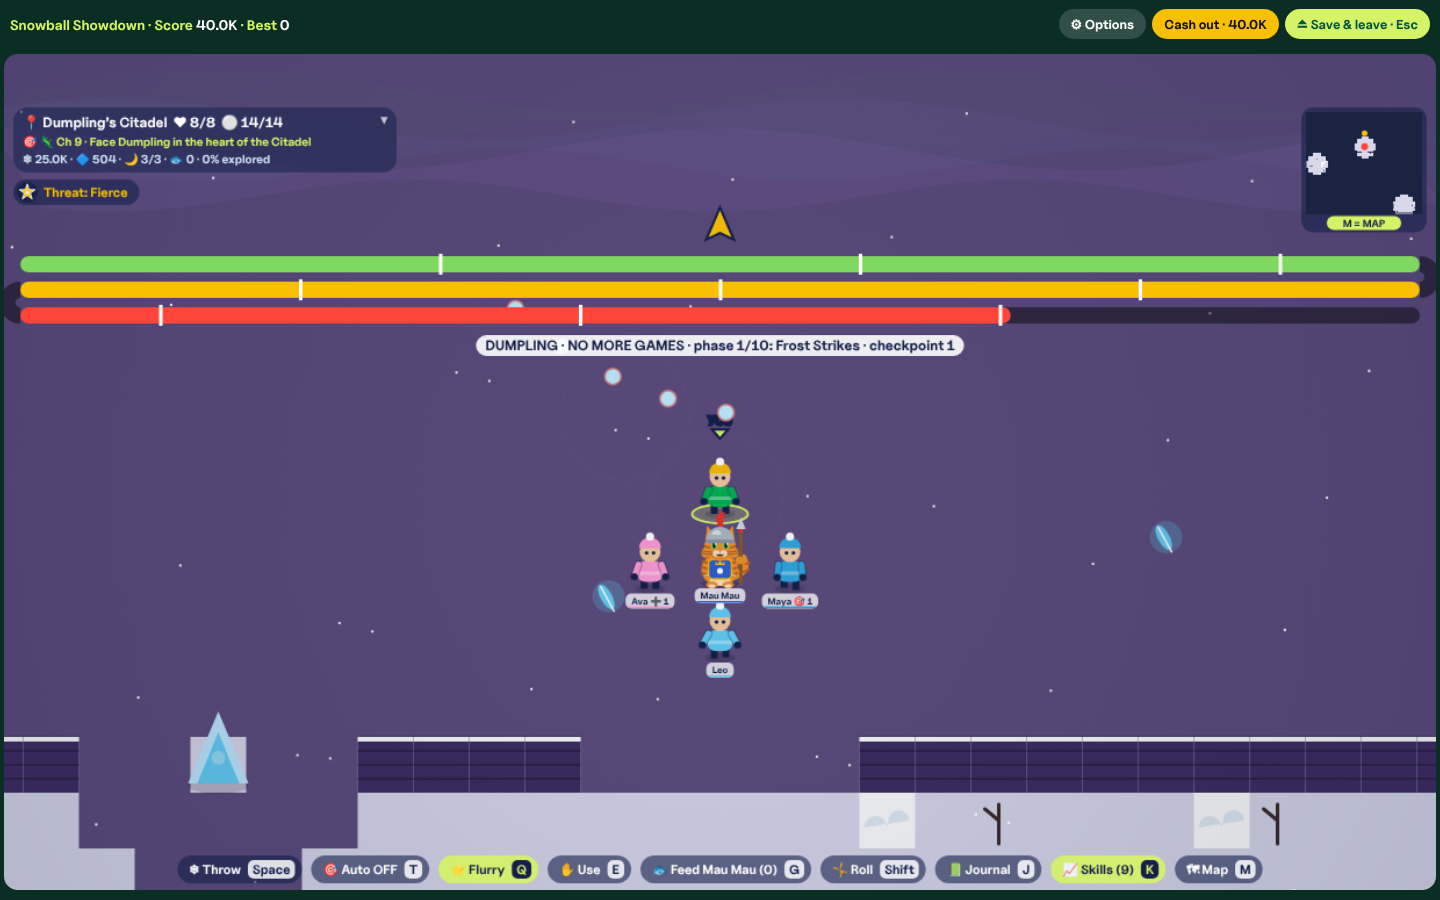 Snowball Showdown · Score 40.0K · Best 0
Options
Cash out · 40.0K
Save & leave · Esc
Dumpling's Citadel 8/8 14/14
Ch 9 · Face Dumpling in the heart of the Citadel
25.0K · 504 · 3/3 · 0 · 0% explored
Threat: Fierce
M = MAP
DUMPLING · NO MORE GAMES · phase 1/10: Frost Strikes · checkpoint 1
Ava 1
Mau Mau
Maya 1
Leo
Throw Space
Auto OFF T
Flurry Q
Use E
Feed Mau Mau (0) G
Roll Shift
Journal J
Skills (9) K
Map M